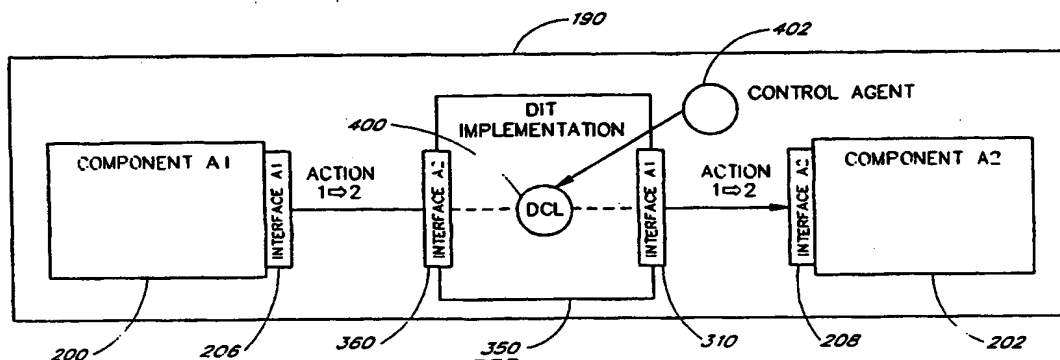 190
402
CONTROL AGENT
DIT
IMPLEMENTATION
400
COMPONENT A1
INTERFACE A1
ACTION
1⇨2
INTERFACE A2
DCL
INTERFACE A1
ACTION
1⇨2
INTERFACE A2
COMPONENT A2
200
206
360
350
310
208
202